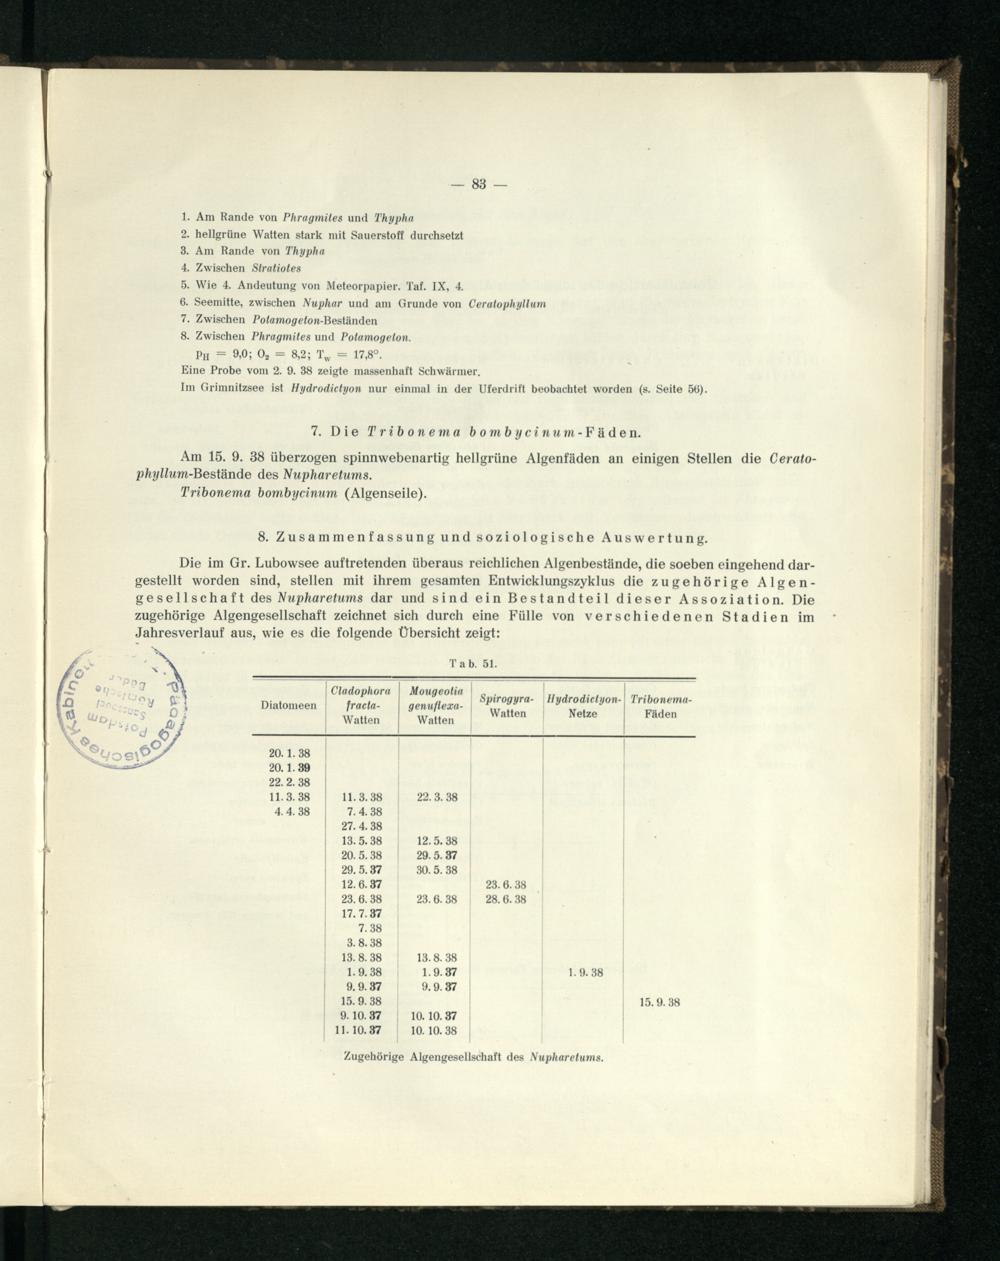 — 83 —
1. Am Rande von Phragmites und Thypha
2. hellgrüne Watten stark mit Sauerstoff durchsetzt
3. Am Rande von Thypha
4. Zwischen Stratiotes
5. Wie 4. Andeutung von Meteorpapier. Taf. IX, 4.
6. Seemitte, zwischen Nuphar und am Grunde von Ceratophyllum
7. Zwischen Potamogeton-Beständen
8. Zwischen Phragmites und Potamogeton.
PH = 9,0; O₂ = 8,2; Tw = 17,8°.
Eine Probe vom 2. 9. 38 zeigte massenhaft Schwärmer.
Im Grimnitzsee ist Hydrodictyon nur einmal in der Uferdrift beobachtet worden (s. Seite 56).
7. Die Tribonema bombycinum-Fäden.
Am 15. 9. 38 überzogen spinnwebenartig hellgrüne Algenfäden an einigen Stellen die Cerato-
phyllum-Bestände des Nupharetums.
Tribonema bombycinum (Algenseile).
8. Zusammenfassung und soziologische Auswertung.
Die im Gr. Lubowsee auftretenden überaus reichlichen Algenbestände, die soeben eingehend dar-
gestellt worden sind, stellen mit ihrem gesamten Entwicklungszyklus die zugehörige Algen-
gesellschaft des Nupharetums dar und sind ein Bestandteil dieser Assoziation. Die
zugehörige Algengesellschaft zeichnet sich durch eine Fülle von verschiedenen Stadien im
Jahresverlauf aus, wie es die folgende Übersicht zeigt:
Tab. 51.
Diatomeen Cladophora fracta-Watten Mougeotia genuflexa-Watten Spirogyra-Watten Hydrodictyon-Netze Tribonema-Fäden
20. 1. 38
20. 1. 39
22. 2. 38
11. 3. 38 11. 3. 38 22. 3. 38
4. 4. 38 7. 4. 38
27. 4. 38
13. 5. 38 12. 5. 38
20. 5. 38 29. 5. 37
29. 5. 37 30. 5. 38
12. 6. 37 23. 6. 38
23. 6. 38 23. 6. 38 28. 6. 38
17. 7. 37
7. 38
3. 8. 38
13. 8. 38 13. 8. 38
1. 9. 38 1. 9. 37 1. 9. 38
9. 9. 37 9. 9. 37
15. 9. 38 15. 9. 38
9. 10. 37 10. 10. 37
11. 10. 37 10. 10. 38
Zugehörige Algengesellschaft des Nupharetums.
Pädagogisches Kabinett
Potsdam
Sanssouci
Römische
Bäder